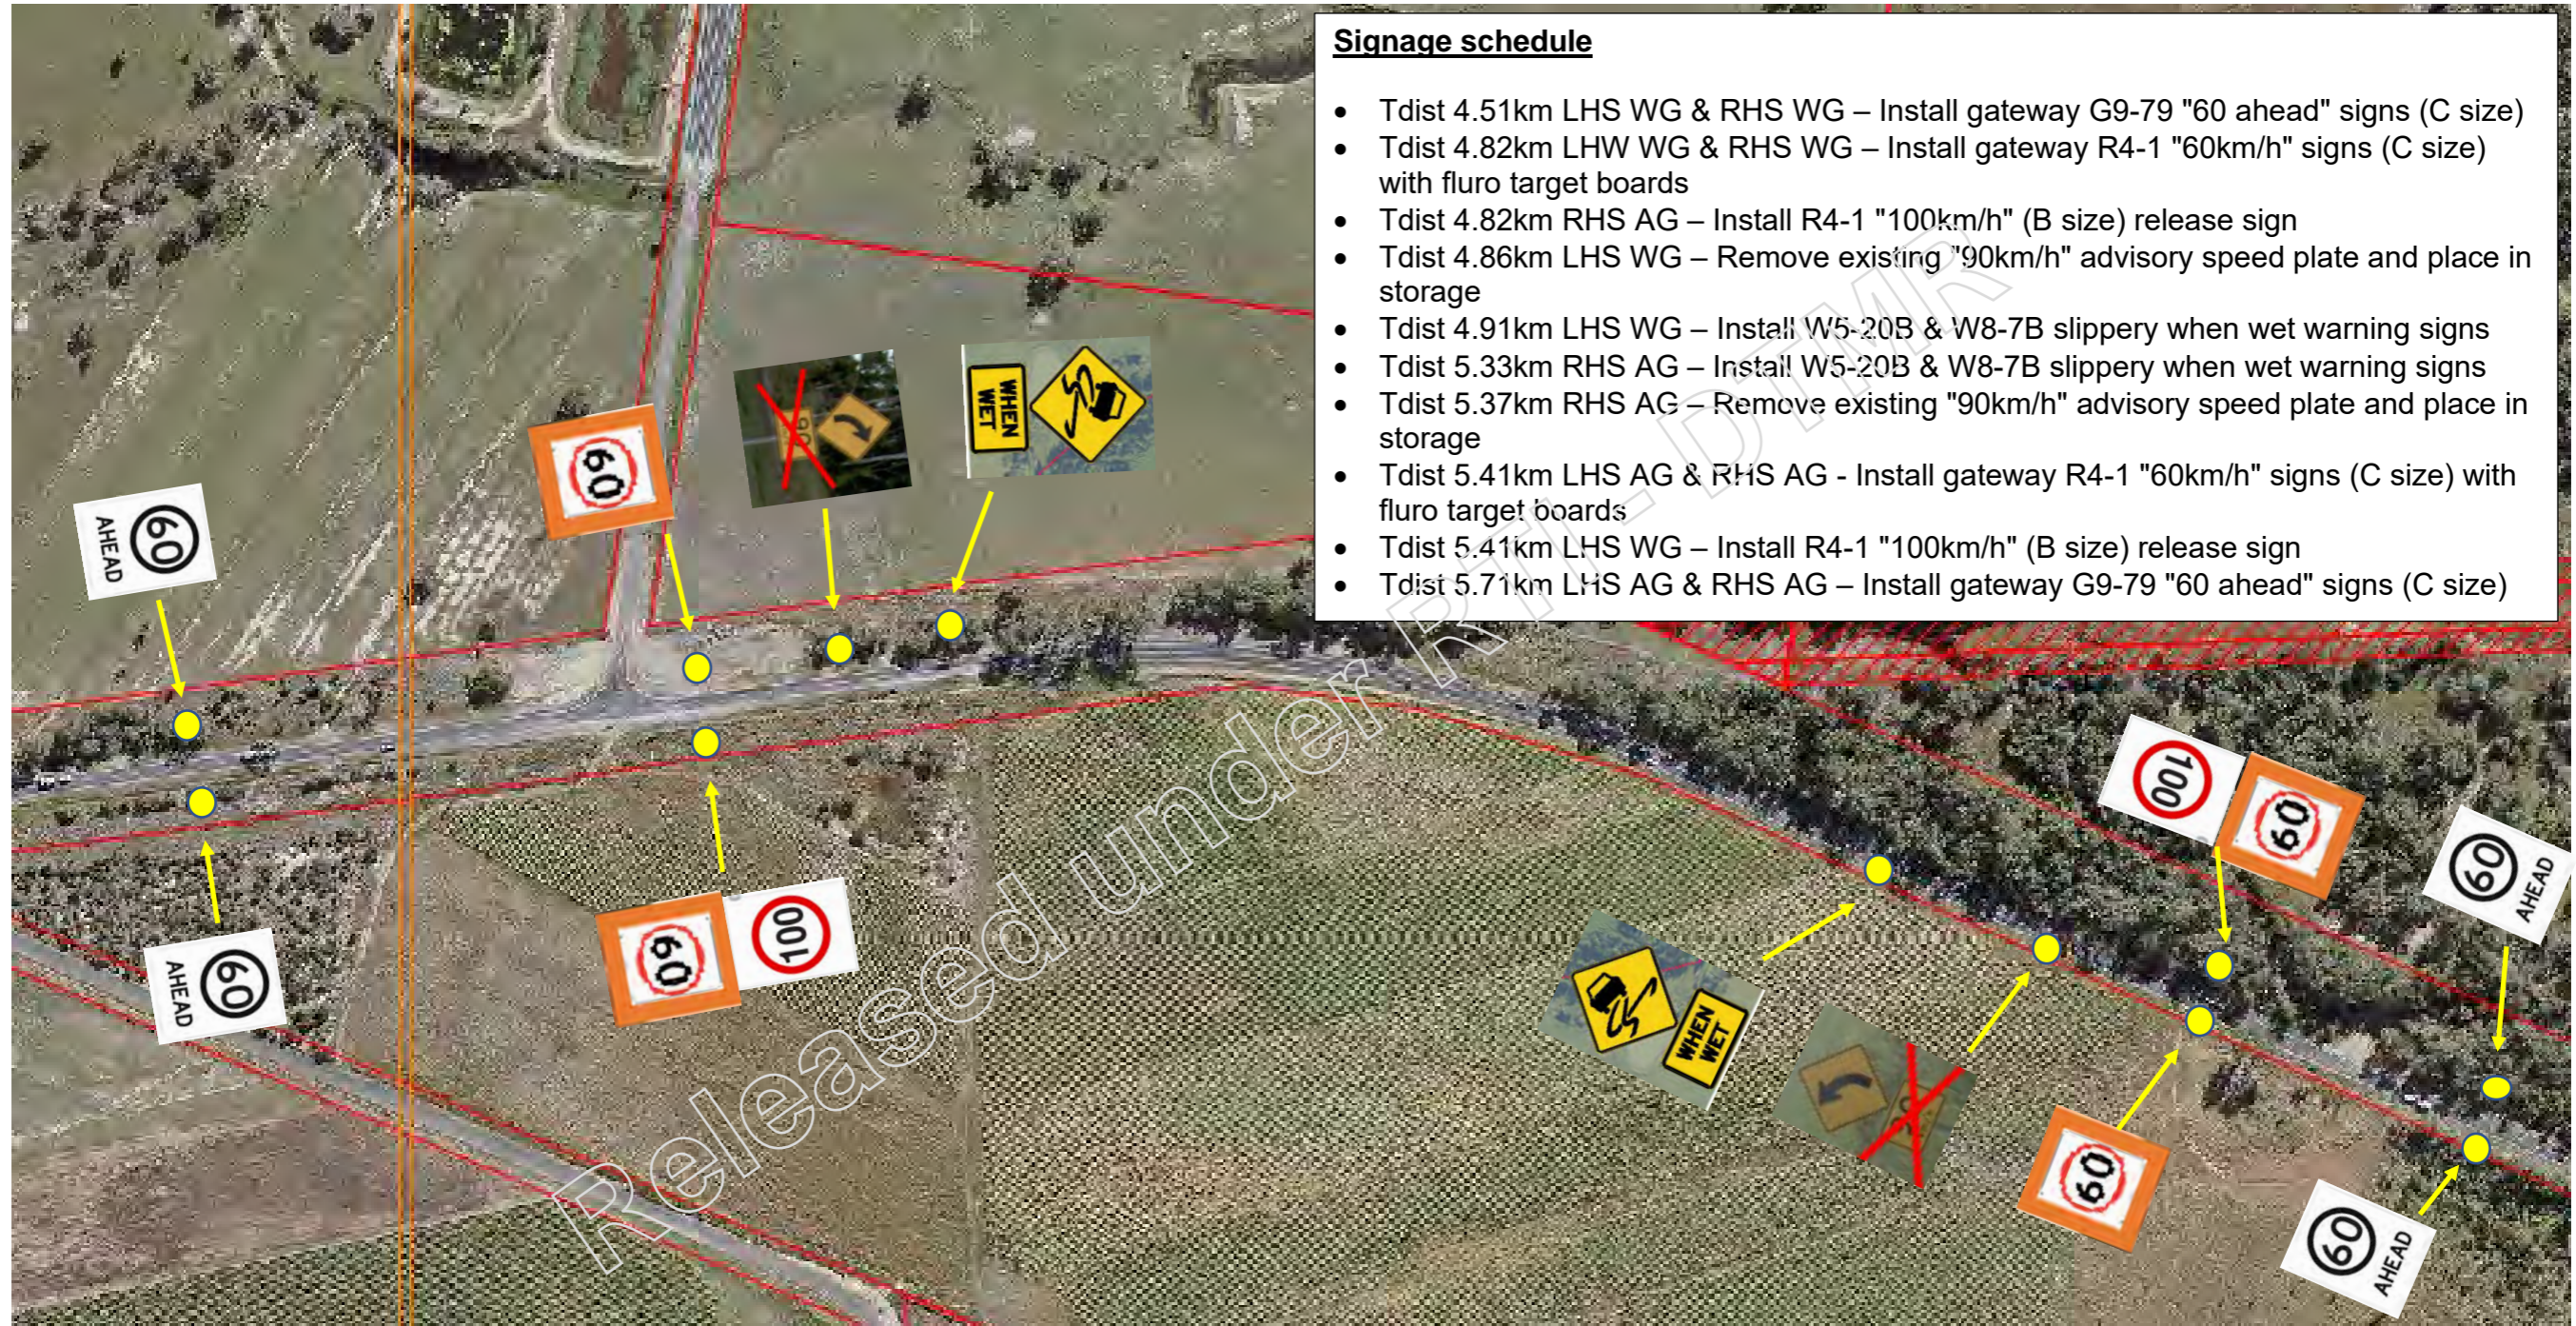 Signage schedule
• Tdist 4.51km LHS WG & RHS WG – Install gateway G9-79 "60 ahead" signs (C size)
• Tdist 4.82km LHW WG & RHS WG – Install gateway R4-1 "60km/h" signs (C size)
with fluro target boards
• Tdist 4.82km RHS AG – Install R4-1 "100km/h" (B size) release sign
• Tdist 4.86km LHS WG – Remove existing "90km/h" advisory speed plate and place in
storage
• Tdist 4.91km LHS WG – Install W5-20B & W8-7B slippery when wet warning signs
• Tdist 5.33km RHS AG – Install W5-20B & W8-7B slippery when wet warning signs
• Tdist 5.37km RHS AG – Remove existing "90km/h" advisory speed plate and place in
storage
• Tdist 5.41km LHS AG & RHS AG - Install gateway R4-1 "60km/h" signs (C size) with
fluro target boards
• Tdist 5.41km LHS WG – Install R4-1 "100km/h" (B size) release sign
• Tdist 5.71km LHS AG & RHS AG – Install gateway G9-79 "60 ahead" signs (C size)
60
AHEAD
60
90
WHEN
WET
60
AHEAD
60
100
WHEN
WET
100
60
60
AHEAD
60
60
AHEAD
Released under RTI - DTMR